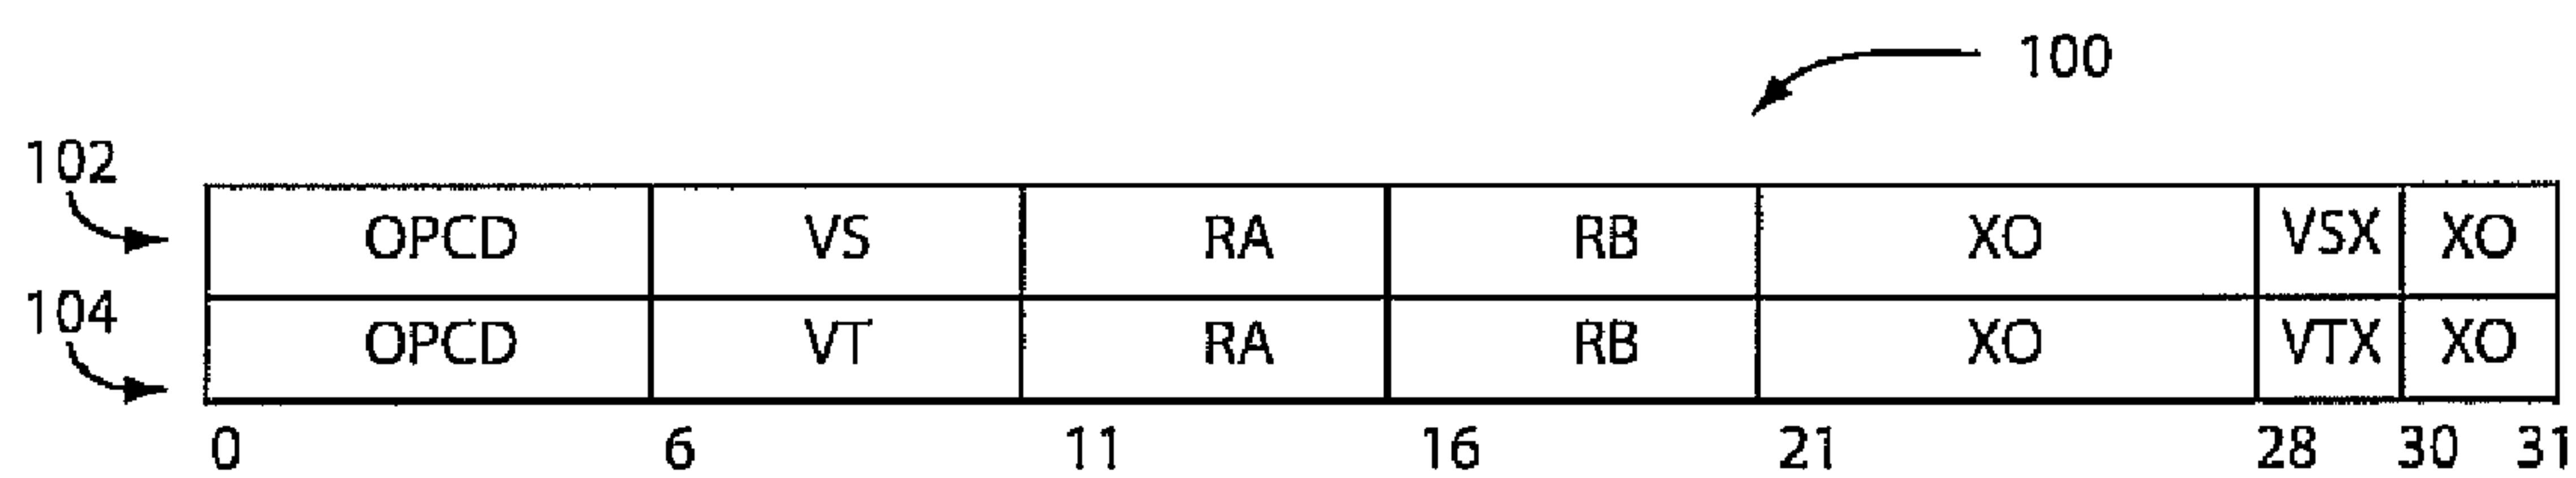 100
102
OPCD VS RA RB XO VSX XO
104
OPCD VT RA RB XO VTX XO
0 6 11 16 21 28 30 31